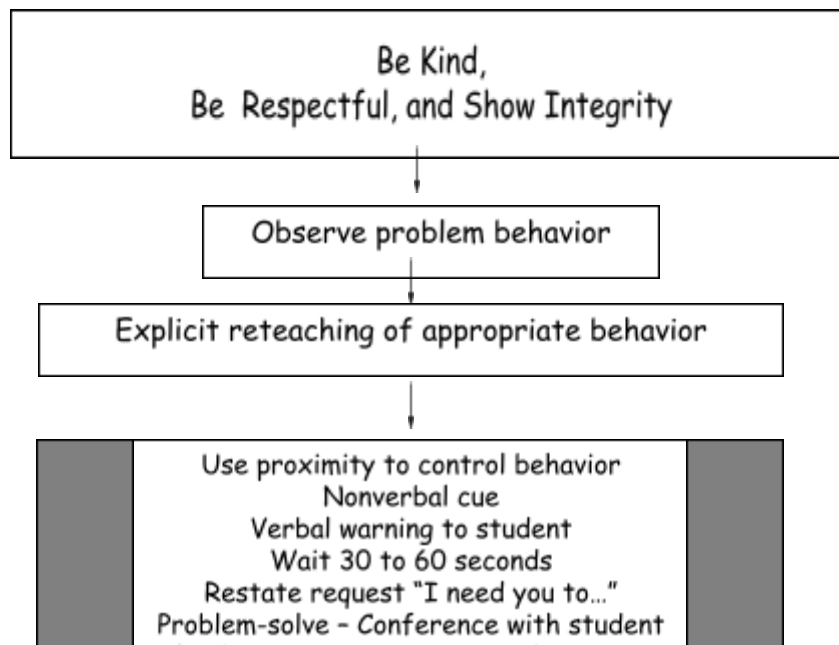 Be Kind,
Be Respectful, and Show Integrity
Observe problem behavior
Explicit reteaching of appropriate behavior
Use proximity to control behavior
Nonverbal cue
Verbal warning to student
Wait 30 to 60 seconds
Restate request “I need you to…”
Problem-solve – Conference with student